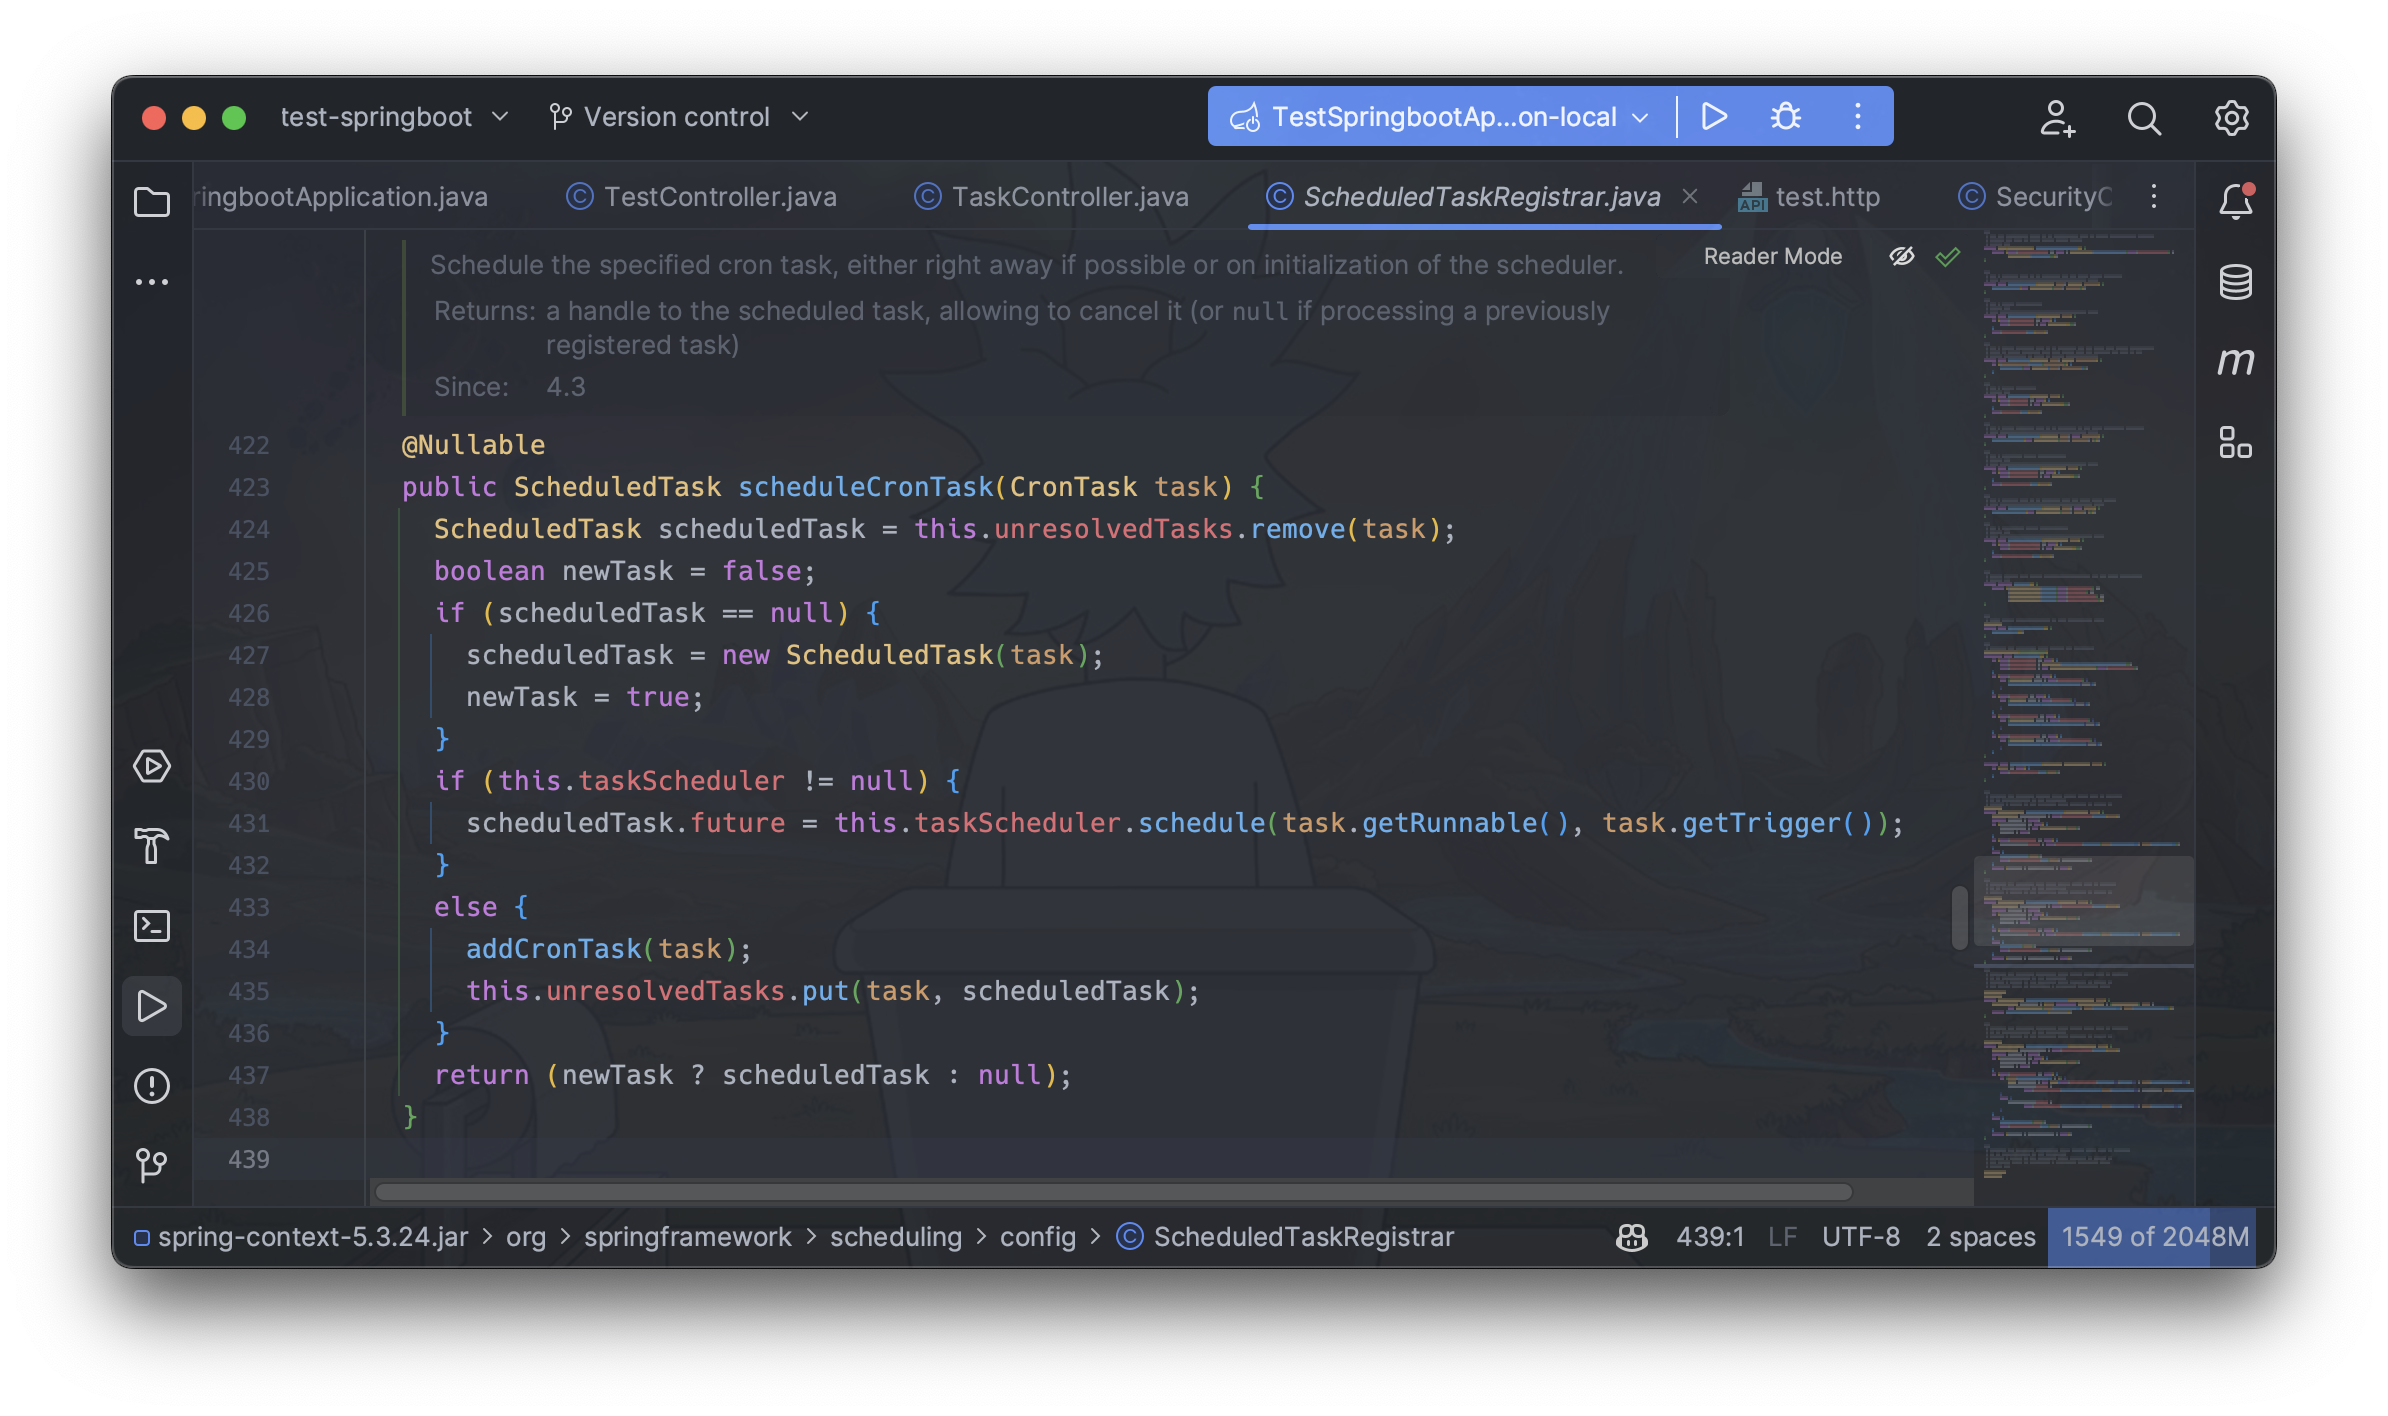 test-springboot Version control TestSpringbootAp...on-local
ringbootApplication.java TestController.java TaskController.java ScheduledTaskRegistrar.java test.http SecurityC
Reader Mode
Schedule the specified cron task, either right away if possible or on initialization of the scheduler.
Returns: a handle to the scheduled task, allowing to cancel it (or null if processing a previously
registered task)
Since: 4.3
422 @Nullable
423 public ScheduledTask scheduleCronTask(CronTask task) {
424 ScheduledTask scheduledTask = this.unresolvedTasks.remove(task);
425 boolean newTask = false;
426 if (scheduledTask == null) {
427 scheduledTask = new ScheduledTask(task);
428 newTask = true;
429 }
430 if (this.taskScheduler != null) {
431 scheduledTask.future = this.taskScheduler.schedule(task.getRunnable(), task.getTrigger());
432 }
433 else {
434 addCronTask(task);
435 this.unresolvedTasks.put(task, scheduledTask);
436 }
437 return (newTask ? scheduledTask : null);
438 }
439
spring-context-5.3.24.jar > org > springframework > scheduling > config > ScheduledTaskRegistrar 439:1 LF UTF-8 2 spaces 1549 of 2048M